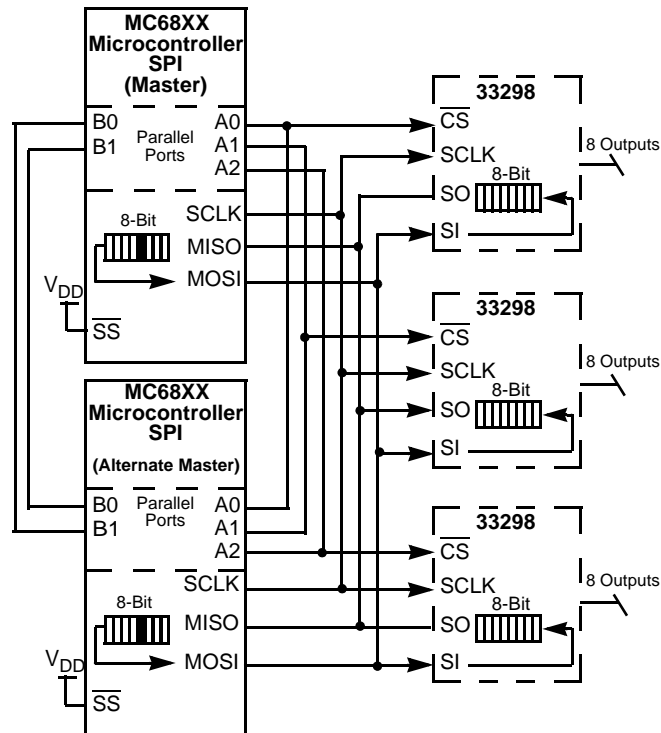 MC68XX
Microcontroller
SPI
(Master)
B0
B1
Parallel
Ports
A0
A1
A2
8-Bit
SCLK
MISO
MOSI
VDD
SS
MC68XX
Microcontroller
SPI
(Alternate Master)
B0
B1
Parallel
Ports
A0
A1
A2
8-Bit
SCLK
MISO
MOSI
VDD
SS
33298
CS
SCLK
SO
8-Bit
SI
8 Outputs
33298
CS
SCLK
SO
8-Bit
SI
8 Outputs
33298
CS
SCLK
SO
8-Bit
SI
8 Outputs